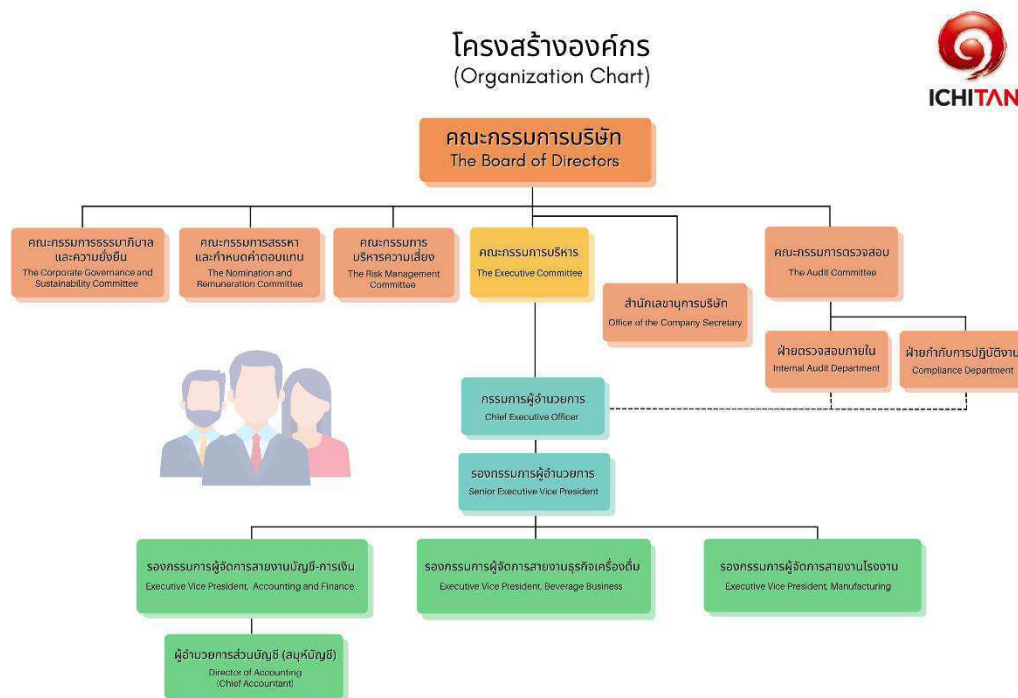 โครงสร้างองค์กร
(Organization Chart)
ICHITAN
คณะกรรมการบริษัท
The Board of Directors
คณะกรรมการธรรมาภิบาล
และความยั่งยืน
The Corporate Governance and
Sustainability Committee
คณะกรรมการสรรหา
และกำหนดค่าตอบแทน
The Nomination and
Remuneration Committee
คณะกรรมการ
บริหารความเสี่ยง
The Risk Management
Committee
คณะกรรมการบริหาร
The Executive Committee
คณะกรรมการตรวจสอบ
The Audit Committee
สำนักเลขานุการบริษัท
Office of the Company Secretary
ฝ่ายตรวจสอบภายใน
Internal Audit Department
ฝ่ายกำกับการปฏิบัติงาน
Compliance Department
กรรมการผู้อำนวยการ
Chief Executive Officer
รองกรรมการผู้อำนวยการ
Senior Executive Vice President
รองกรรมการผู้จัดการสายงานบัญชี-การเงิน
Executive Vice President, Accounting and Finance
รองกรรมการผู้จัดการสายงานธุรกิจเครื่องดื่ม
Executive Vice President, Beverage Business
รองกรรมการผู้จัดการสายงานโรงงาน
Executive Vice President, Manufacturing
ผู้อำนวยการส่วนบัญชี (สมุห์บัญชี)
Director of Accounting
(Chief Accountant)